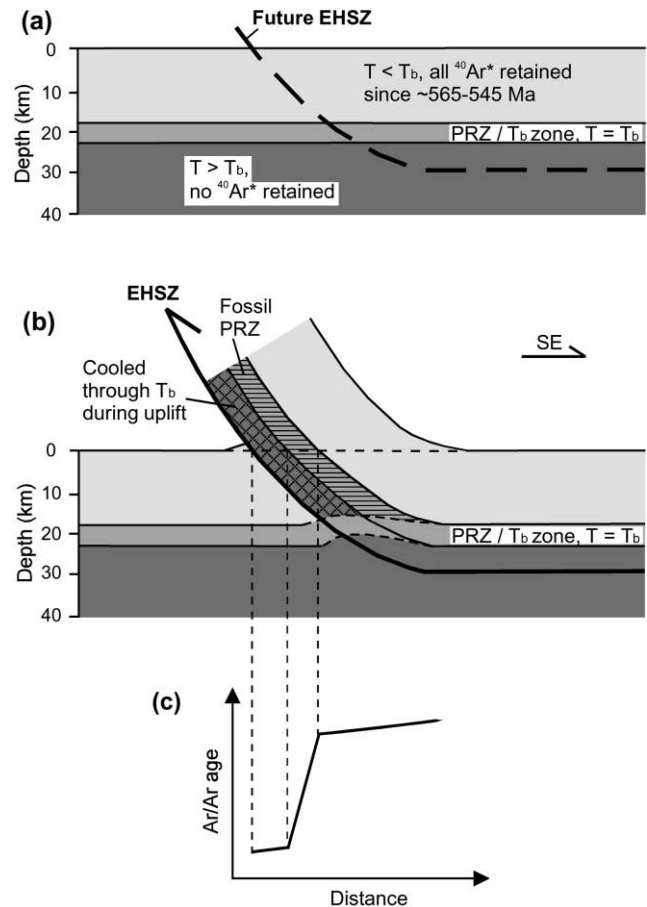 (a)
Future EHSZ
0
10
20
30
40
Depth (km)
T < Tb, all 40Ar* retained
since ~565-545 Ma
PRZ / Tb zone, T = Tb
T > Tb,
no 40Ar* retained
(b)
EHSZ
Fossil
PRZ
SE
Cooled
through Tb
during uplift
0
10
20
30
40
Depth (km)
PRZ / Tb zone, T = Tb
(c)
Ar/Ar age
Distance